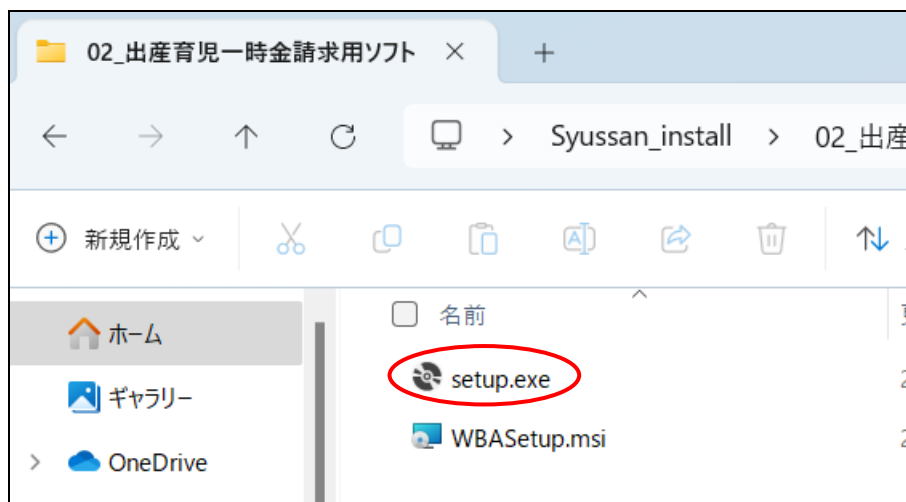 02_出産育児一時金請求用ソフト
Syussan_install > 02_出産
新規作成
名前
ホーム
setup.exe
ギャラリー
WBASetup.msi
OneDrive